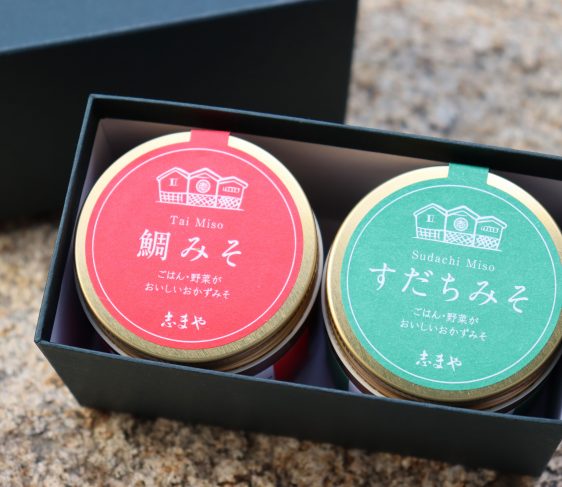 Tai Miso
鯛みそ
ごはん・野菜が
おいしいおかずみそ
志まや
Sudachi Miso
すだちみそ
ごはん・野菜が
おいしいおかずみそ
志まや